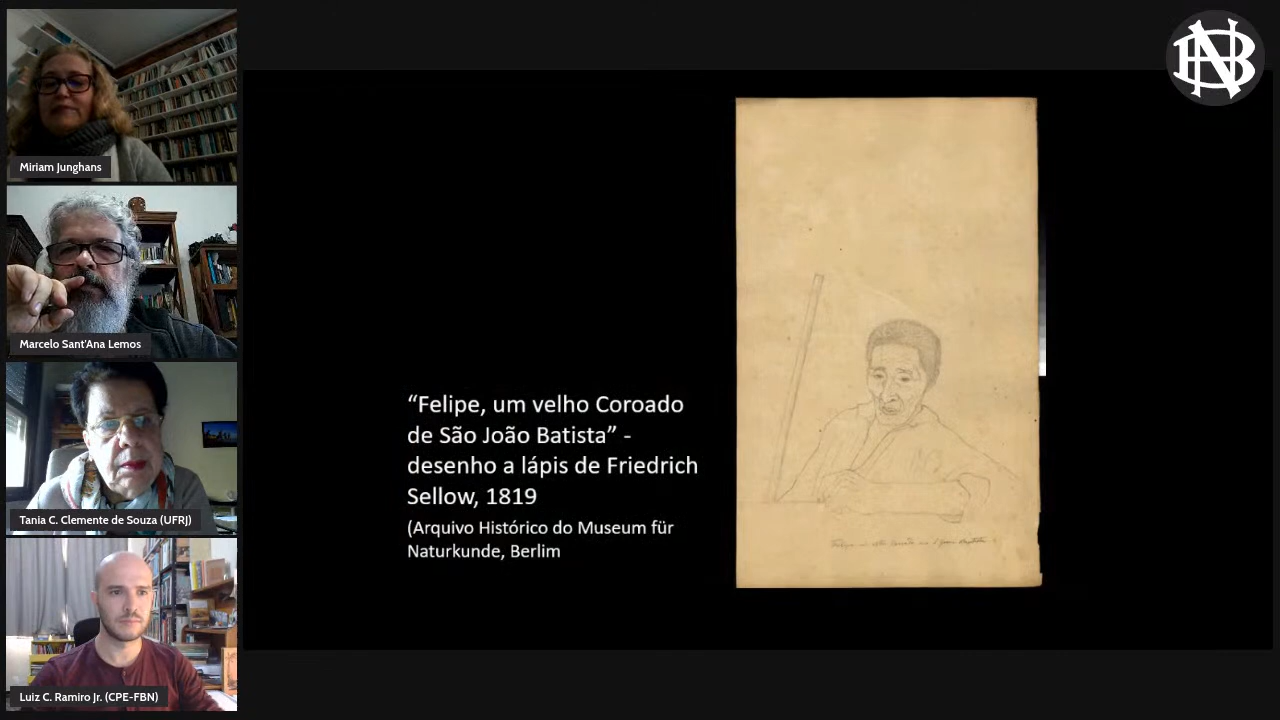 Miriam Junghans
Marcelo Sant'Ana Lemos
Tania C. Clemente de Souza (UFRJ)
Luiz C. Ramiro Jr. (CPE-FBN)
“Felipe, um velho Coroado
de São João Batista” -
desenho a lápis de Friedrich
Sellow, 1819
(Arquivo Histórico do Museum für
Naturkunde, Berlim
BN